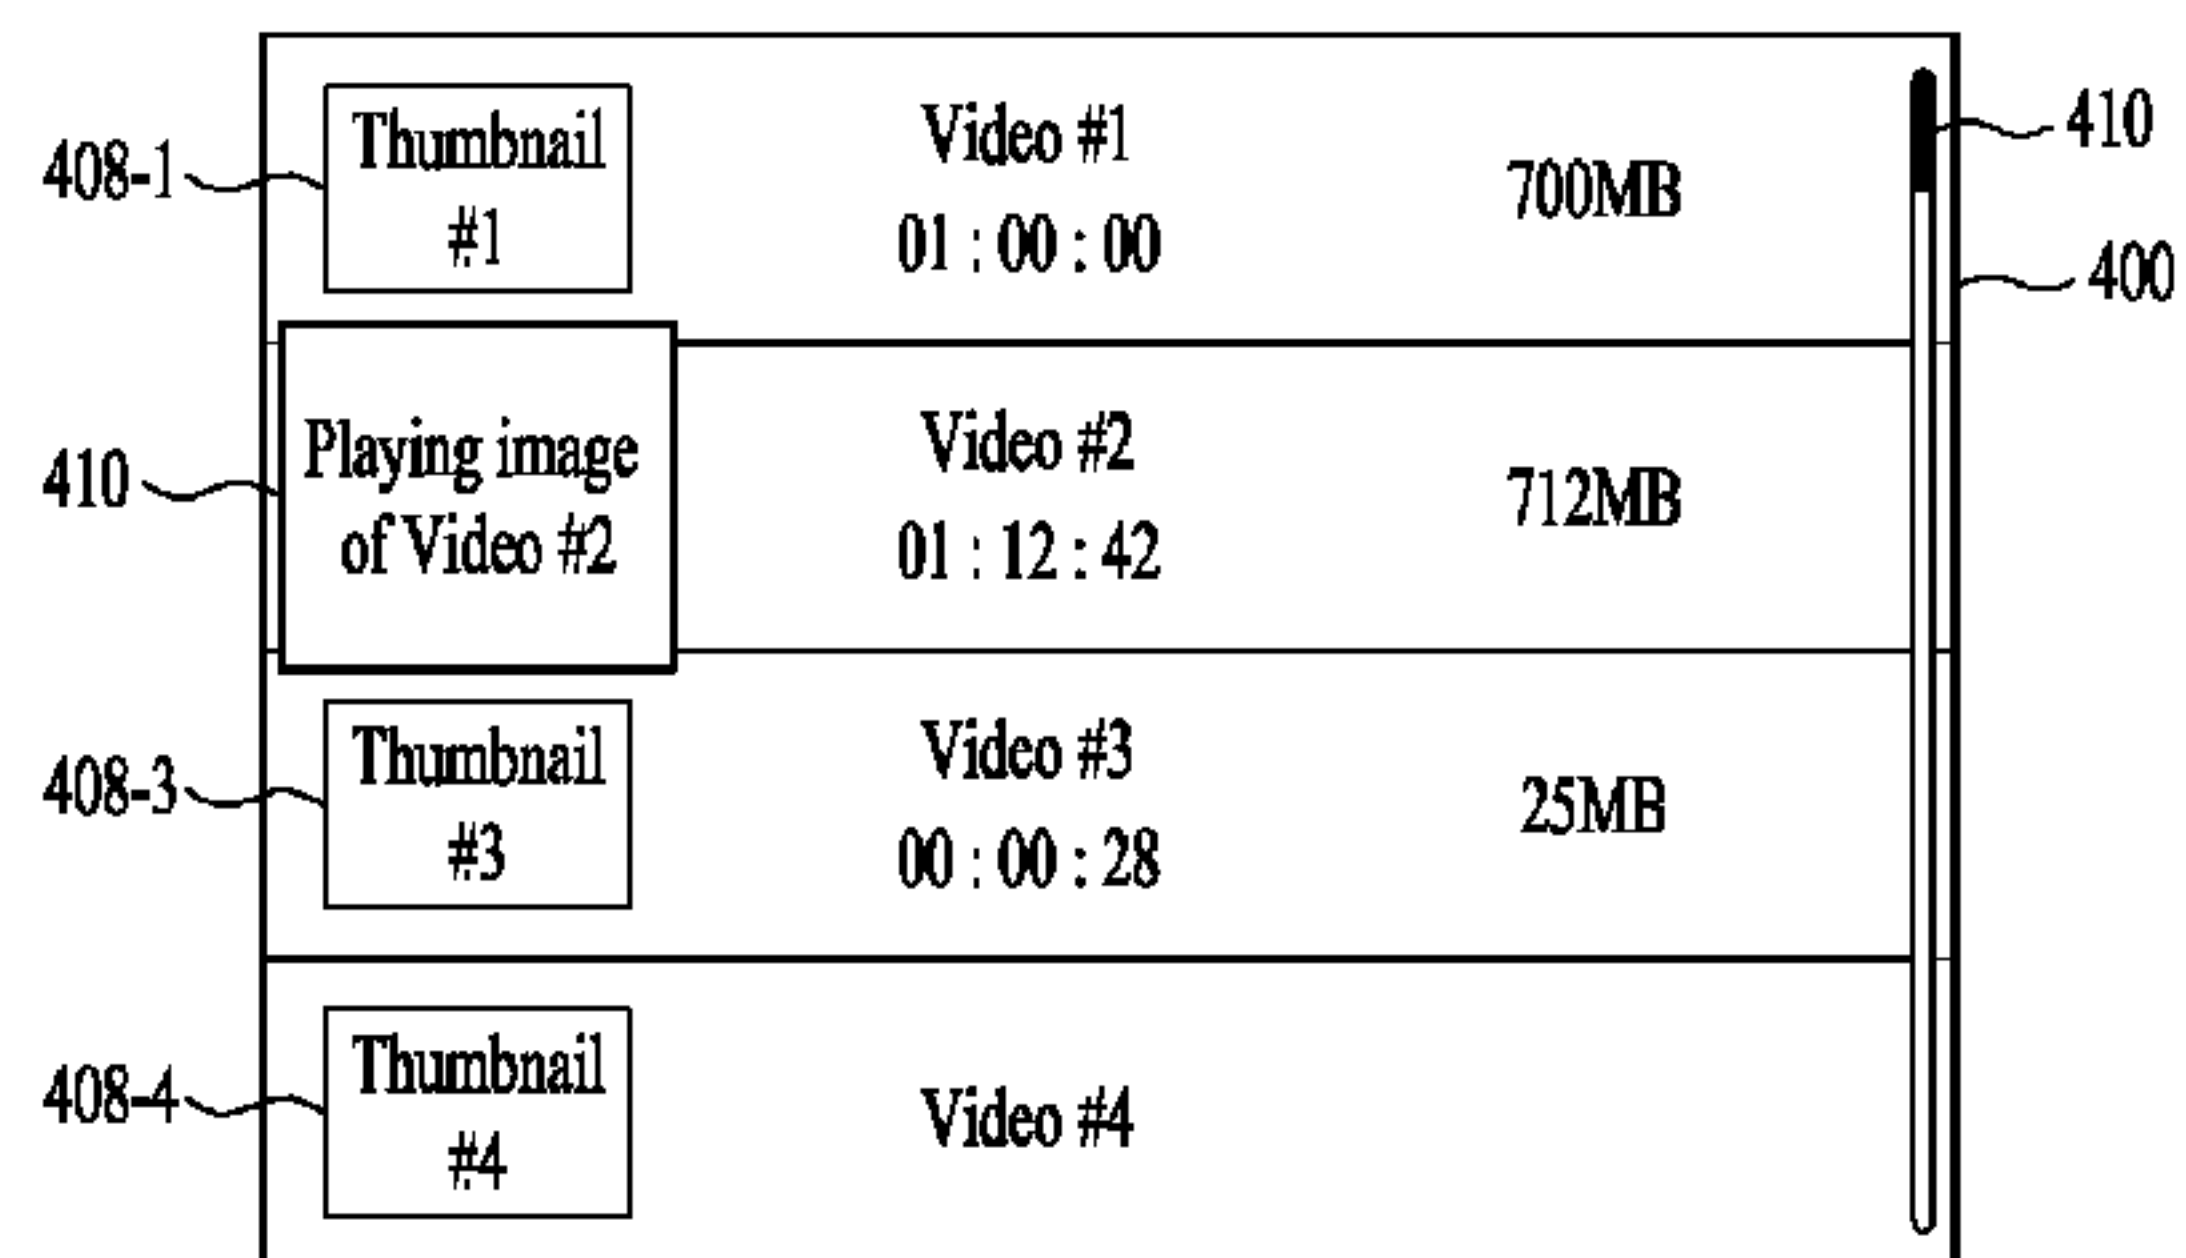 408-1
Thumbnail
#1
Video #1
01 : 00 : 00
700MB
410
400
410
Playing image
of Video #2
Video #2
01 : 12 : 42
712MB
408-3
Thumbnail
#3
Video #3
00 : 00 : 28
25MB
408-4
Thumbnail
#4
Video #4